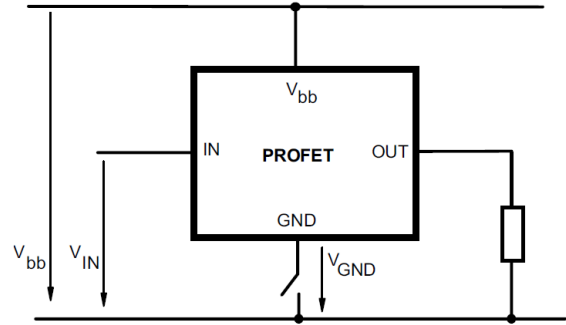 Vbb
IN
PROFET
OUT
GND
Vbb
VIN
VGND